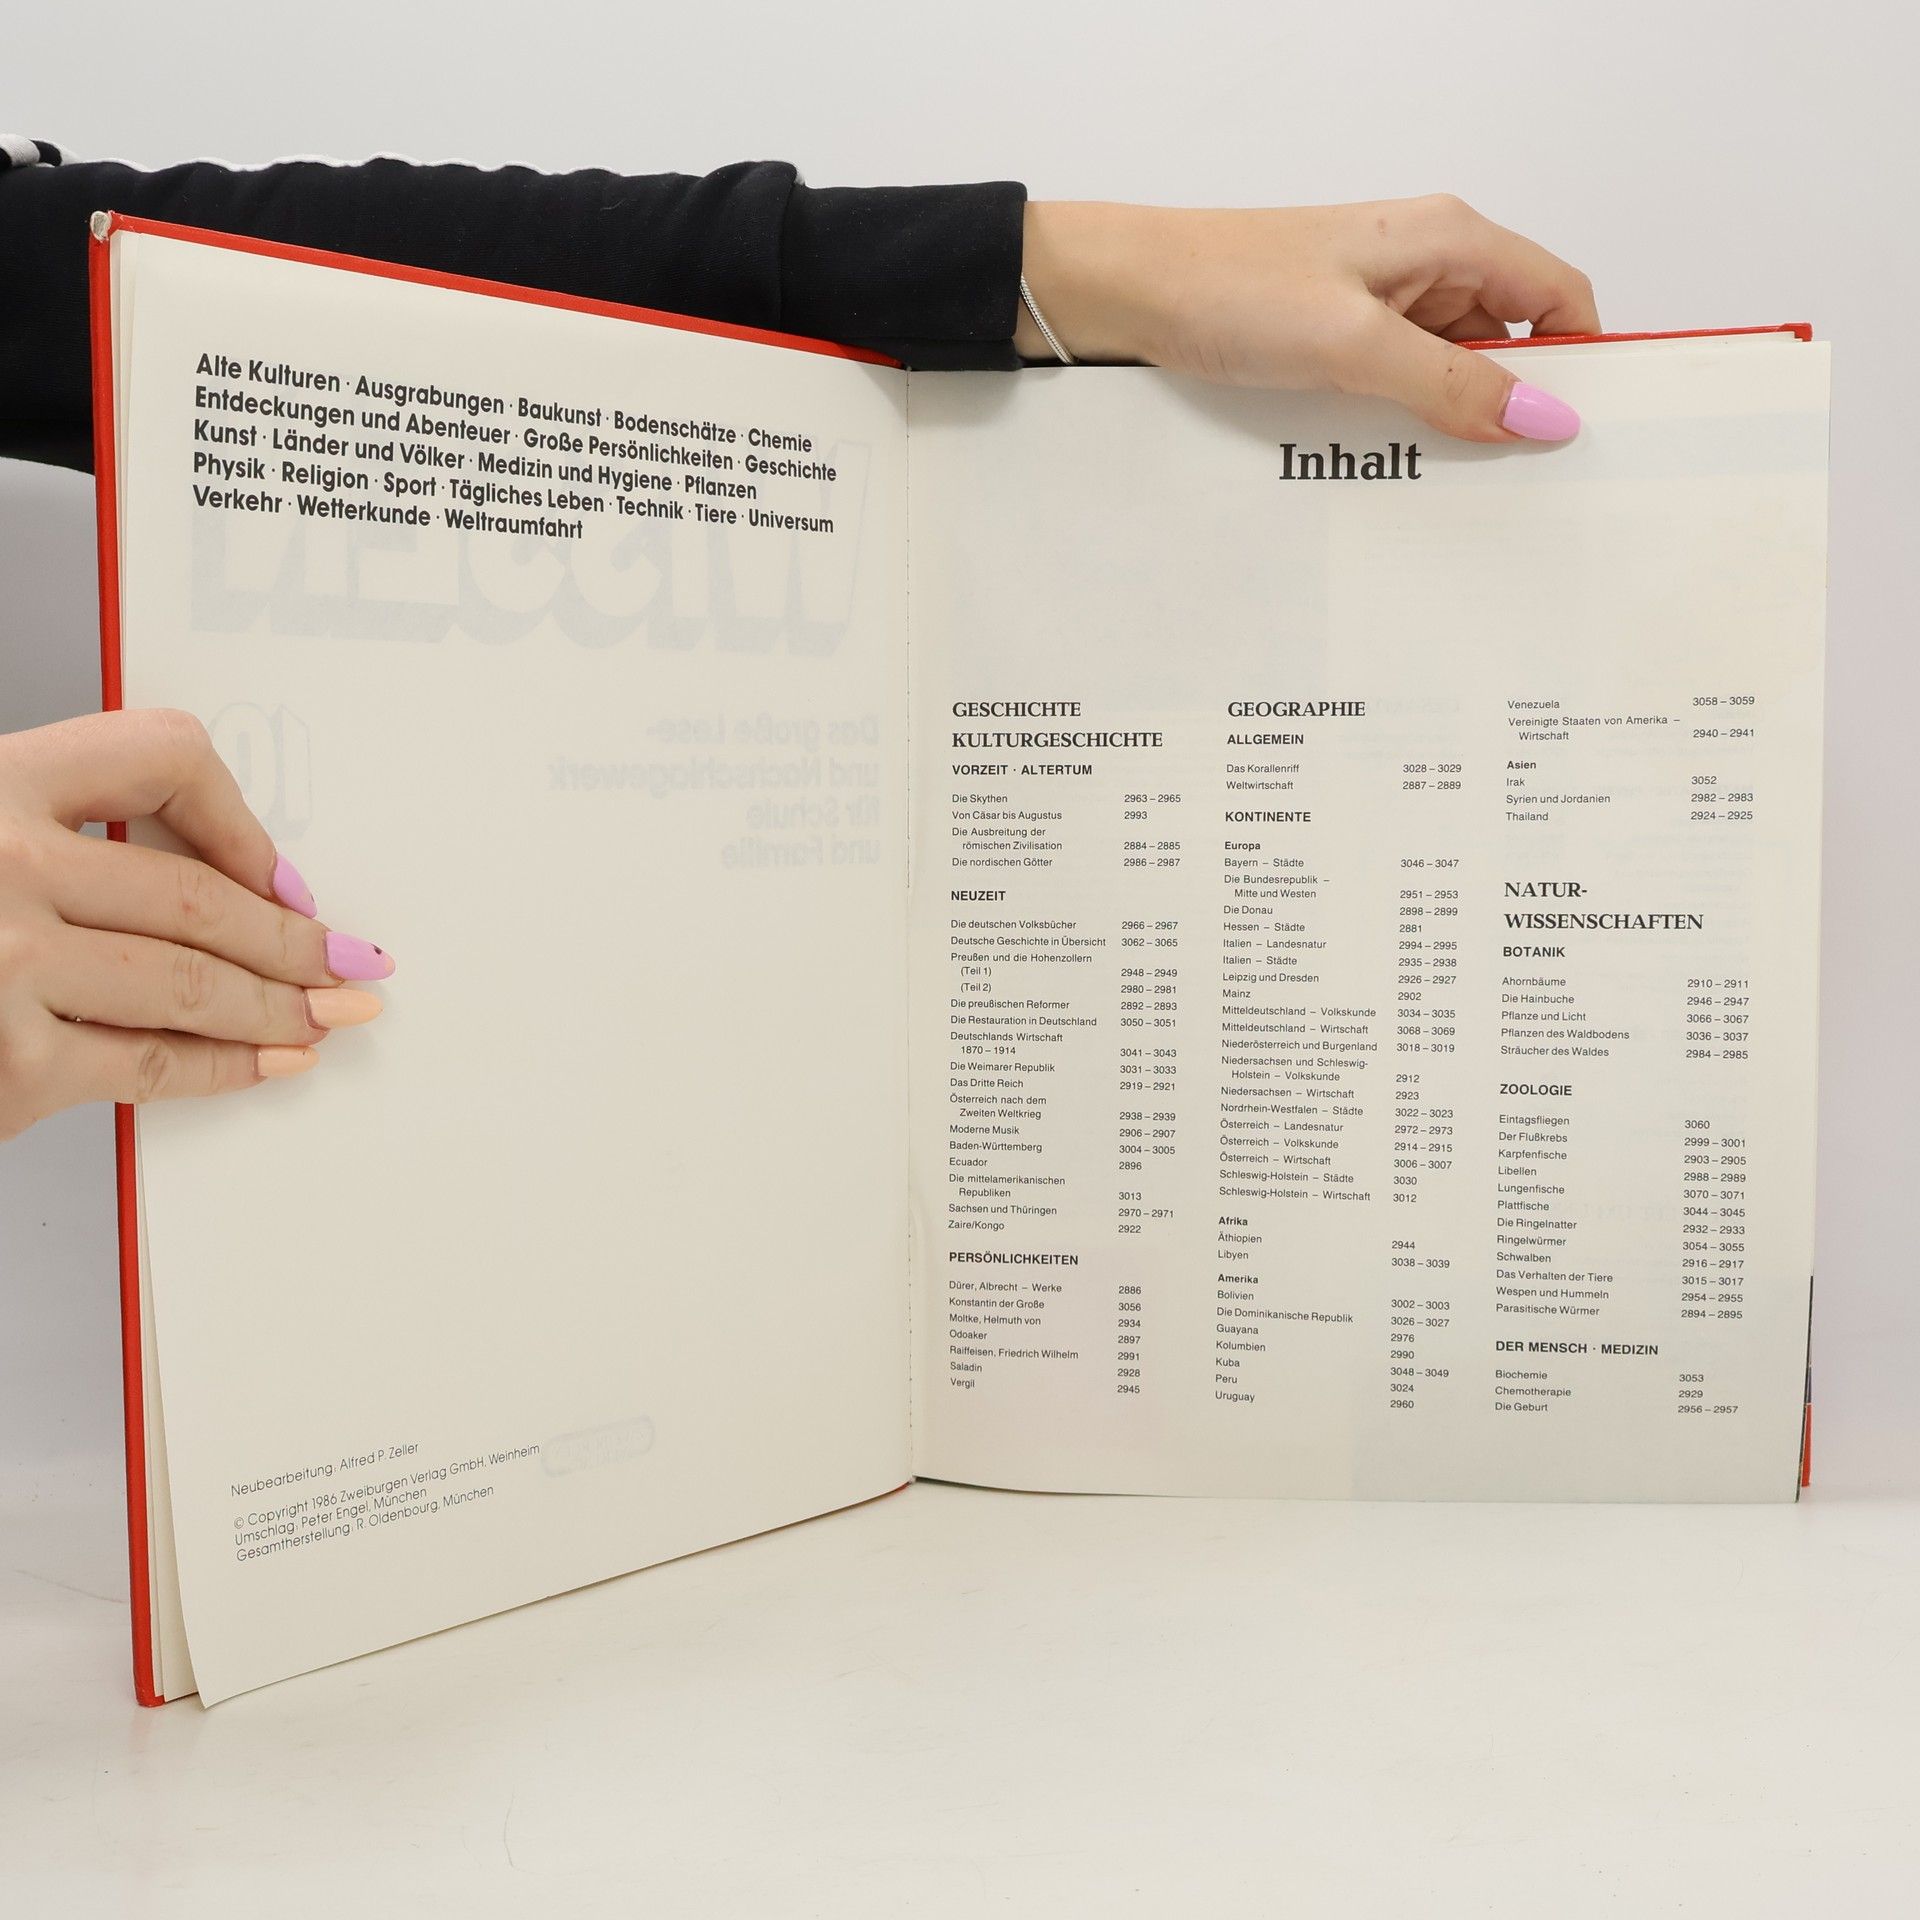 Alte Kulturen · Ausgrabungen · Baukunst · Bodenschätze · Chemie
Entdeckungen und Abenteuer · Große Persönlichkeiten · Geschichte
Kunst · Länder und Völker · Medizin und Hygiene · Pflanzen
Physik · Religion · Sport · Tägliches Leben · Technik · Tiere · Universum
Verkehr · Wetterkunde · Weltraumfahrt
Neubearbeitung: Alfred P. Zeller
© Copyright 1986 Zweiburgen Verlag GmbH, Weinheim
Umschlag: Peter Engel, München
Gesamtherstellung: R. Oldenbourg, München
Inhalt
GESCHICHTE
KULTURGESCHICHTE
VORZEIT · ALTERTUM
Die Skythen 2963 – 2965
Von Cäsar bis Augustus 2993
Die Ausbreitung der
römischen Zivilisation 2884 – 2885
Die nordischen Götter 2986 – 2987
NEUZEIT
Die deutschen Volksbücher 2966 – 2967
Deutsche Geschichte in Übersicht 3062 – 3065
Preußen und die Hohenzollern
(Teil 1) 2948 – 2949
(Teil 2) 2980 – 2981
Die preußischen Reformer 2892 – 2893
Die Restauration in Deutschland 3050 – 3051
Deutschlands Wirtschaft
1870 – 1914 3041 – 3043
Die Weimarer Republik 3031 – 3033
Das Dritte Reich 2919 – 2921
Österreich nach dem
Zweiten Weltkrieg 2938 – 2939
Moderne Musik 2906 – 2907
Baden-Württemberg 3004 – 3005
Ecuador 2896
Die mittelamerikanischen
Republiken 3013
Sachsen und Thüringen 2970 – 2971
Zaire/Kongo 2922
PERSÖNLICHKEITEN
Dürer, Albrecht – Werke 2886
Konstantin der Große 3056
Moltke, Helmuth von 2934
Odoaker 2897
Raiffeisen, Friedrich Wilhelm 2991
Saladin 2928
Vergil 2945
GEOGRAPHIE
ALLGEMEIN
Das Korallenriff 3028 – 3029
Weltwirtschaft 2887 – 2889
KONTINENTE
Europa
Bayern – Städte 3046 – 3047
Die Bundesrepublik –
Mitte und Westen 2951 – 2953
Die Donau 2898 – 2899
Hessen – Städte 2881
Italien – Landesnatur 2994 – 2995
Italien – Städte 2935 – 2938
Leipzig und Dresden 2926 – 2927
Mainz 2902
Mitteldeutschland – Volkskunde 3034 – 3035
Mitteldeutschland – Wirtschaft 3068 – 3069
Niederösterreich und Burgenland 3018 – 3019
Niedersachsen und Schleswig-
Holstein – Volkskunde 2912
Niedersachsen – Wirtschaft 2923
Nordrhein-Westfalen – Städte 3022 – 3023
Österreich – Landesnatur 2972 – 2973
Österreich – Volkskunde 2914 – 2915
Österreich – Wirtschaft 3006 – 3007
Schleswig-Holstein – Städte 3030
Schleswig-Holstein – Wirtschaft 3012
Afrika
Äthiopien 2944
Libyen 3038 – 3039
Amerika
Bolivien 3002 – 3003
Die Dominikanische Republik 3026 – 3027
Guayana 2976
Kolumbien 2990
Kuba 3048 – 3049
Peru 3024
Uruguay 2960
Venezuela 3058 – 3059
Vereinigte Staaten von Amerika –
Wirtschaft 2940 – 2941
Asien
Irak 3052
Syrien und Jordanien 2982 – 2983
Thailand 2924 – 2925
NATUR-
WISSENSCHAFTEN
BOTANIK
Ahornbäume 2910 – 2911
Die Hainbuche 2946 – 2947
Pflanze und Licht 3066 – 3067
Pflanzen des Waldbodens 3036 – 3037
Sträucher des Waldes 2984 – 2985
ZOOLOGIE
Eintagsfliegen 3060
Der Flußkrebs 2999 – 3001
Karpfenfische 2903 – 2905
Libellen 2988 – 2989
Lungenfische 3070 – 3071
Plattfische 3044 – 3045
Die Ringelnatter 2932 – 2933
Ringelwürmer 3054 – 3055
Schwalben 2916 – 2917
Das Verhalten der Tiere 3015 – 3017
Wespen und Hummeln 2954 – 2955
Parasitische Würmer 2894 – 2895
DER MENSCH · MEDIZIN
Biochemie 3053
Chemotherapie 2929
Die Geburt 2956 – 2957